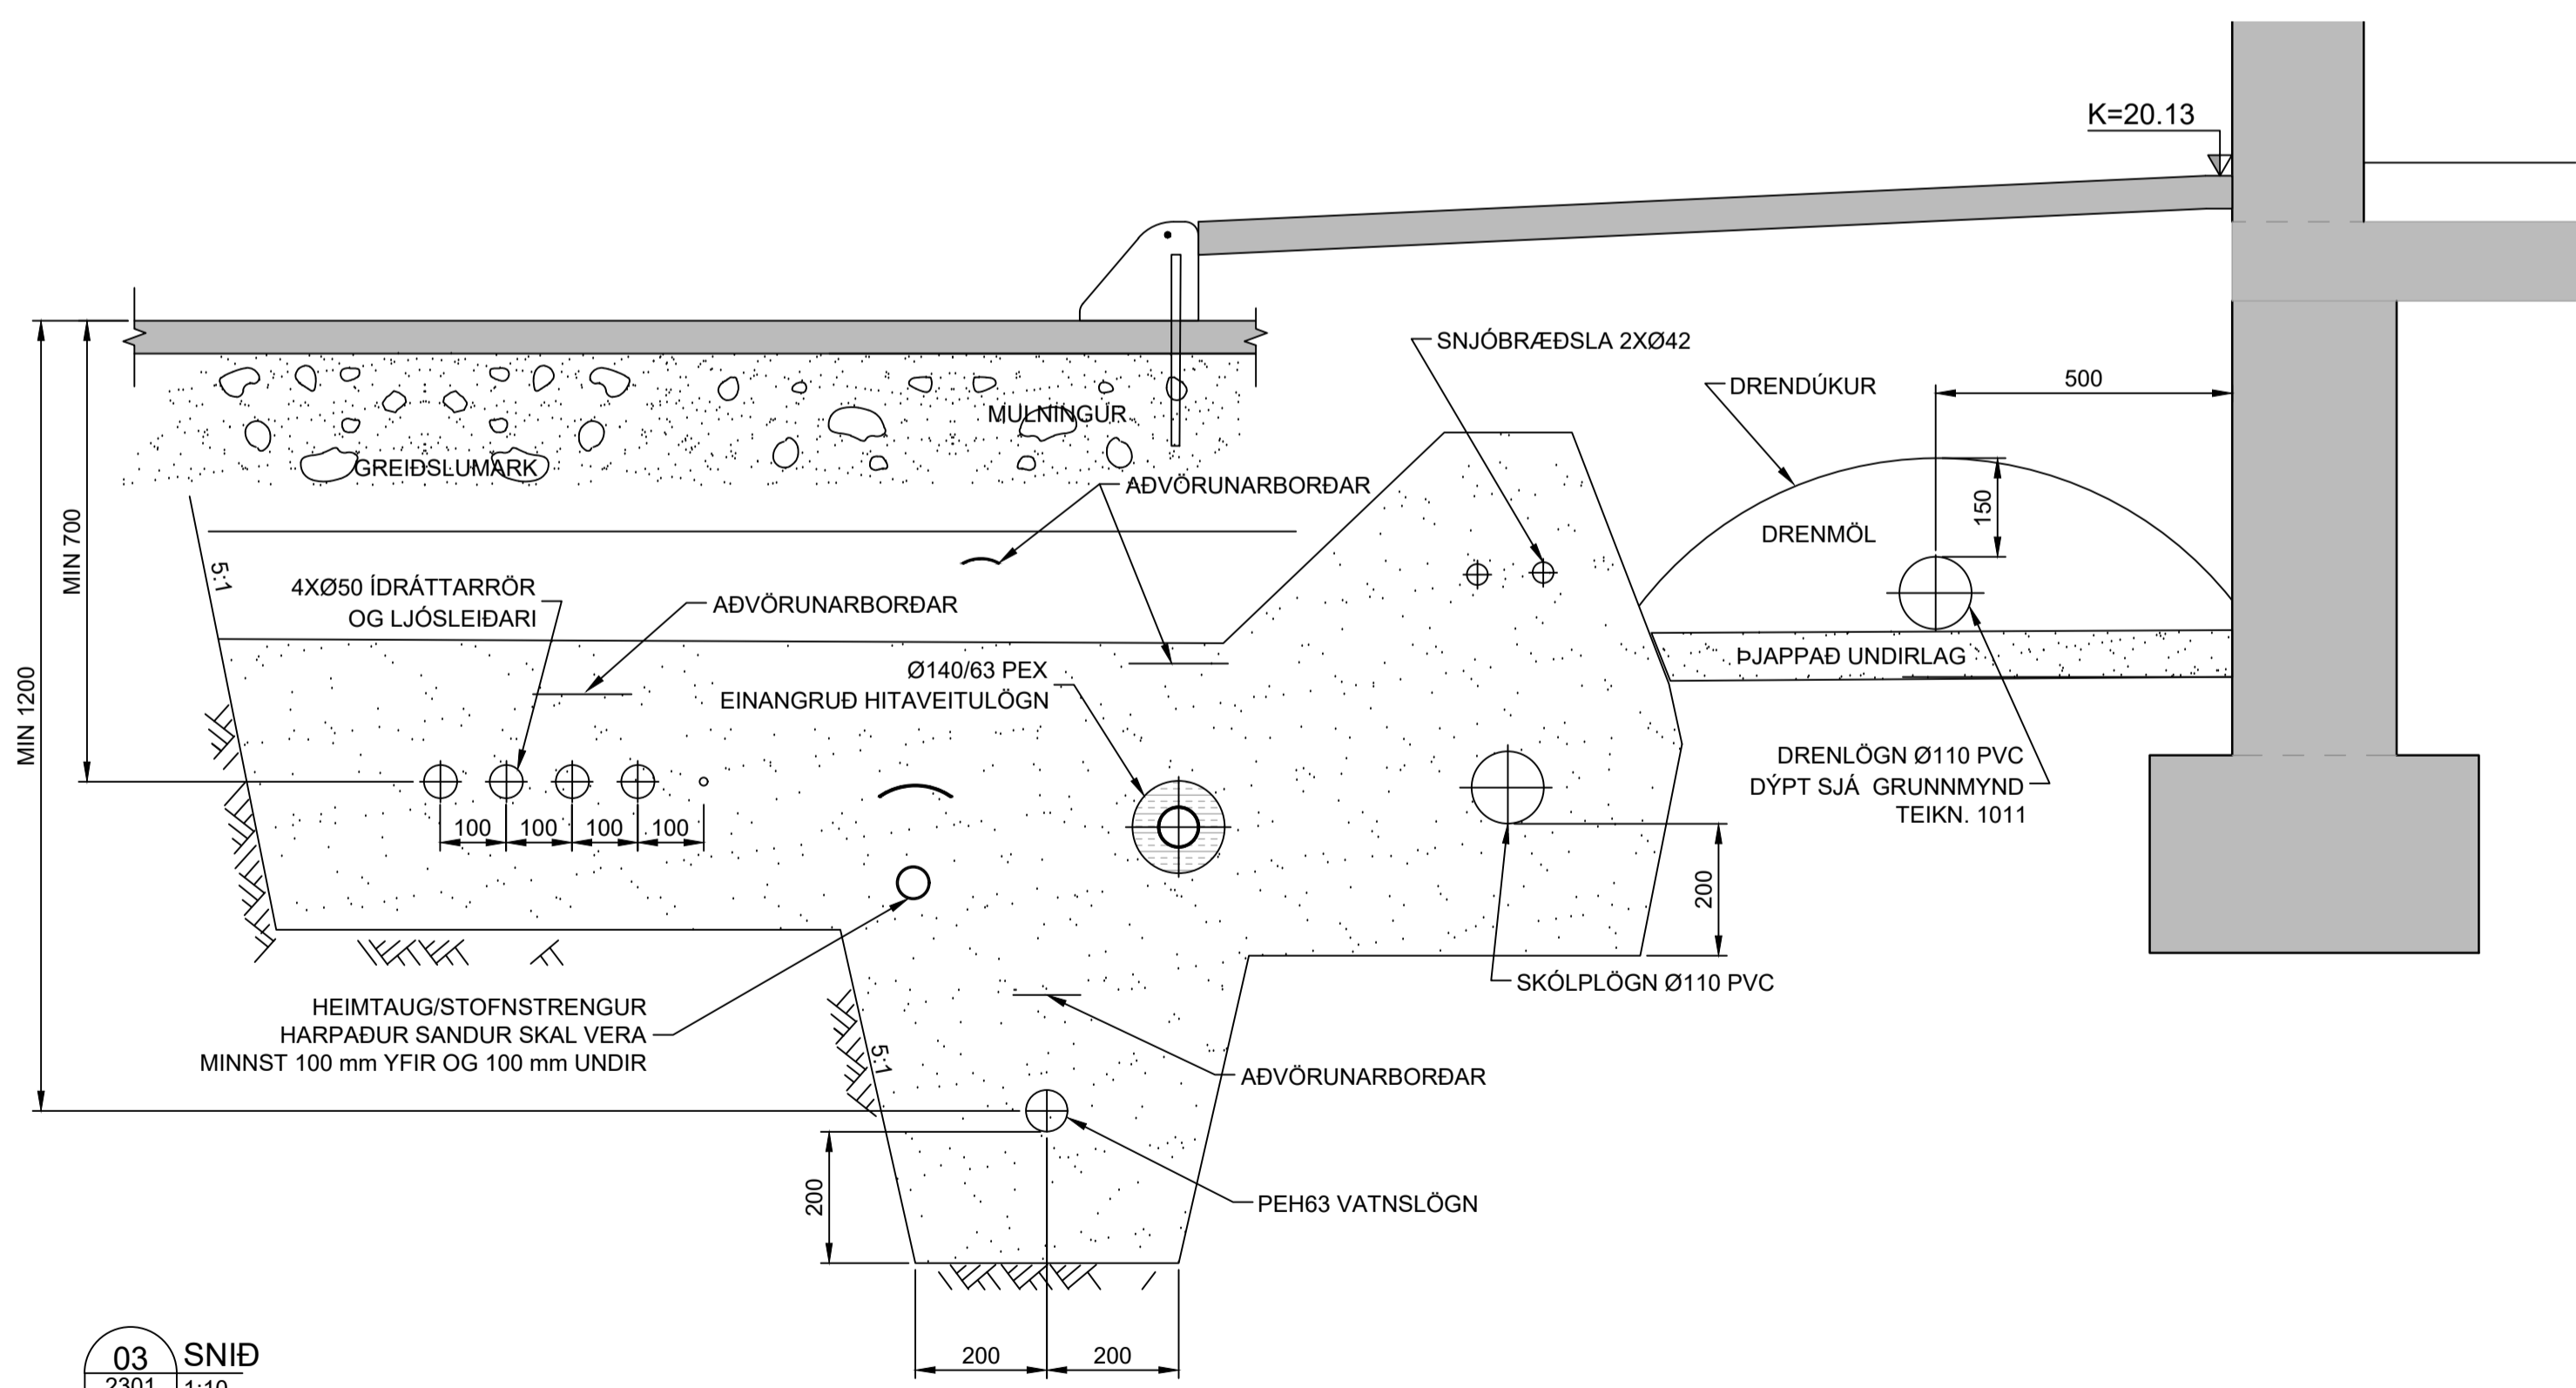 K=20.13
SNJÓBRÆÐSLA 2XØ42
DRENDÚKUR
500
MULNINGUR
GREIÐSLUMARK
AÐVÖRUNARBORÐAR
150
DRENMÖL
MIN 700
5:1
4XØ50 ÍDRÁTTARRÖR
OG LJÓSLEIÐARI
AÐVÖRUNARBORÐAR
ÞJAPPAÐ UNDIRLAG
Ø140/63 PEX
EINANGRUÐ HITAVEITULÖGN
MIN 1200
DRENLÖGN Ø110 PVC
DÝPT SJÁ GRUNNMYND
TEIKN. 1011
100
100
100
100
200
SKÓLPLÖGN Ø110 PVC
HEIMTAUG/STOFNSTRENGUR
HARPAÐUR SANDUR SKAL VERA
MINNST 100 mm YFIR OG 100 mm UNDIR
5:1
AÐVÖRUNARBORÐAR
200
PEH63 VATNSLÖGN
200
200
03
SNIÐ
2301
1:10